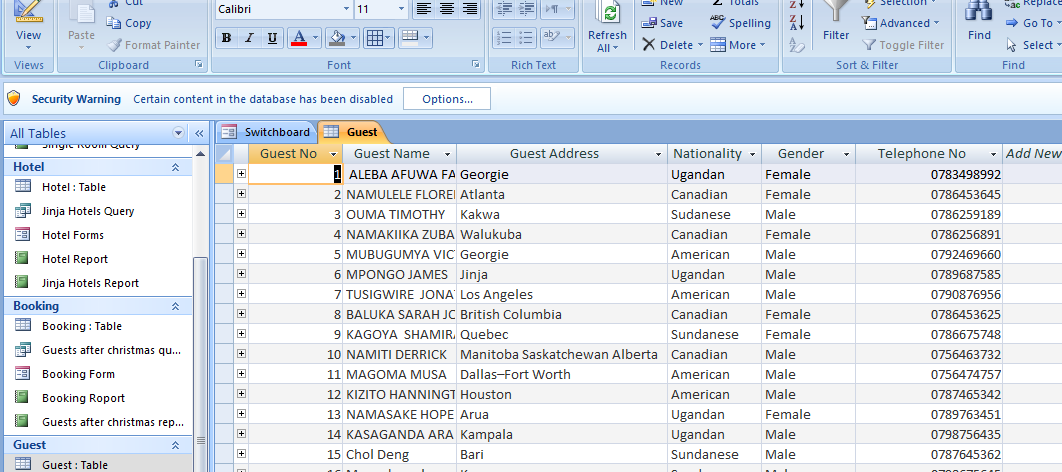 Cut Calibri 11 New Totals Selection Replace
View Paste Copy Refresh All Save Spelling Filter Advanced Find Go To
Format Painter B I U A ab Delete More Toggle Filter Select
Views Clipboard Font Rich Text Records Sort & Filter Find
Security Warning Certain content in the database has been disabled Options...
All Tables Switchboard Guest
Single Room Query
Hotel
Hotel : Table
Jinja Hotels Query
Hotel Forms
Hotel Report
Jinja Hotels Report
Booking
Booking : Table
Guests after christmas qu...
Booking Form
Booking Roport
Guests after christmas rep...
Guest
Guest : Table
Guest No Guest Name Guest Address Nationality Gender Telephone No Add New
1 ALEBA AFUWA FA Georgie Ugandan Female 0783498992
2 NAMULELE FLORE Atlanta Canadian Female 0786453645
3 OUMA TIMOTHY Kakwa Sudanese Male 0786259189
4 NAMAKIIKA ZUBA Walukuba Canadian Female 0786256891
5 MUBUGUMYA VIC Georgie American Male 0792469660
6 MPONGO JAMES Jinja Ugandan Male 0789687585
7 TUSIGWIRE JONA Los Angeles American Male 0790876956
8 BALUKA SARAH JO British Columbia Canadian Female 0786453625
9 KAGOYA SHAMIRA Quebec Sundanese Female 0786675748
10 NAMITI DERRICK Manitoba Saskatchewan Alberta Canadian Male 0756463732
11 MAGOMA MUSA Dallas–Fort Worth American Male 0756474757
12 KIZITO HANNINGT Houston American Male 0787465342
13 NAMASAKE HOPE Arua Ugandan Female 0789763451
14 KASAGANDA ARA Kampala Ugandan Male 0798756435
15 Chol Deng Bari Sundanese Male 0787645362